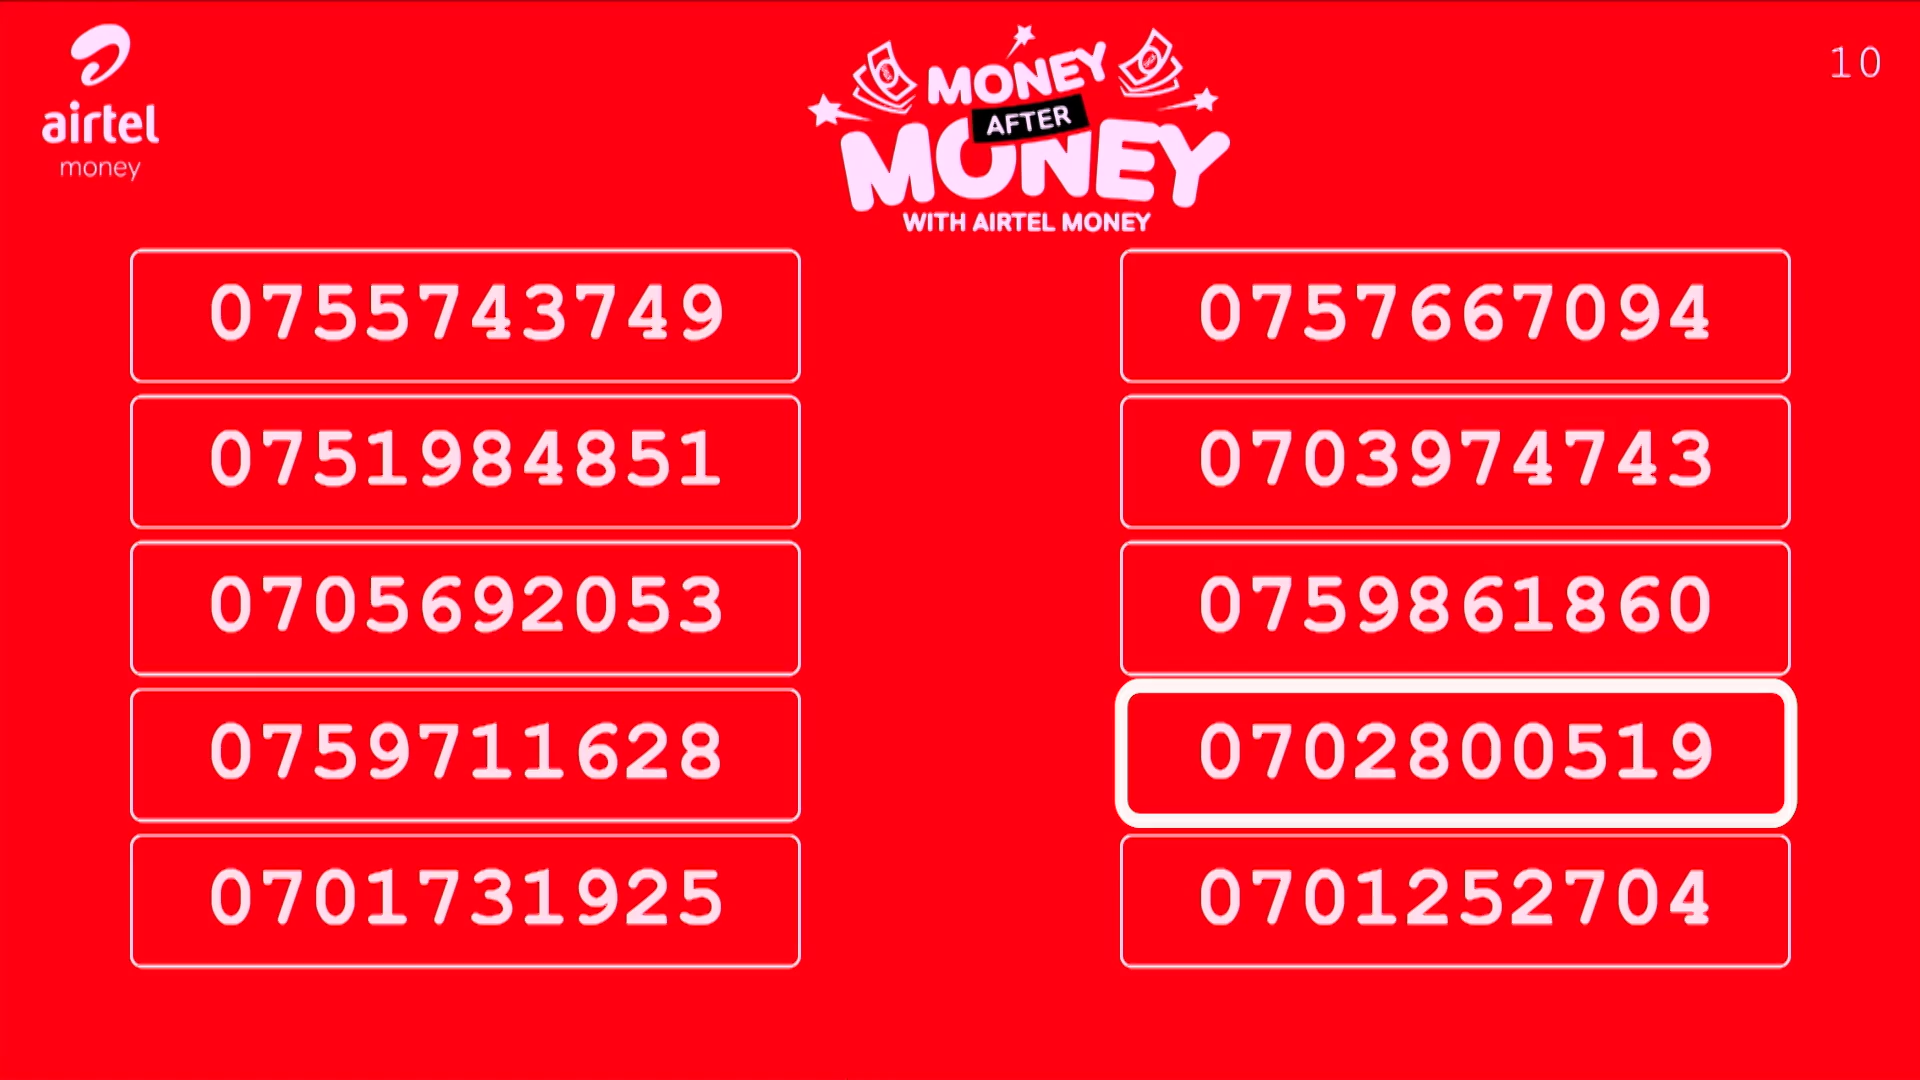 airtel
money
MONEY
AFTER
MONEY
WITH AIRTEL MONEY
10
0755743749
0751984851
0705692053
0759711628
0701731925
0757667094
0703974743
0759861860
0702800519
0701252704